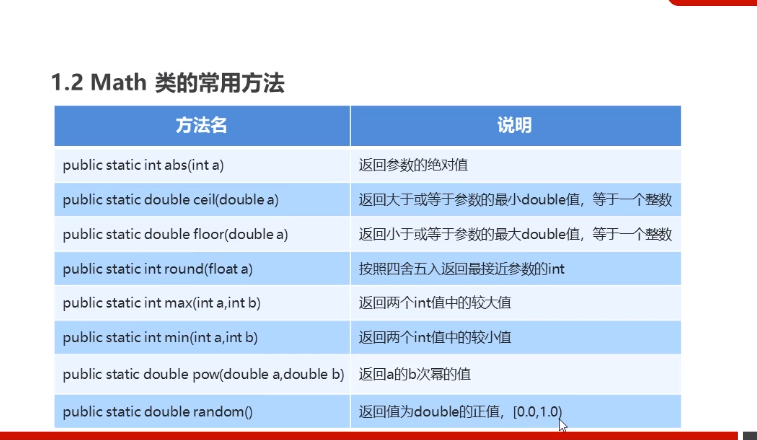 1.2 Math 类的常用方法
方法名 说明
public static int abs(int a) 返回参数的绝对值
public static double ceil(double a) 返回大于或等于参数的最小double值，等于一个整数
public static double floor(double a) 返回小于或等于参数的最大double值，等于一个整数
public static int round(float a) 按照四舍五入返回最接近参数的int
public static int max(int a,int b) 返回两个int值中的较大值
public static int min(int a,int b) 返回两个int值中的较小值
public static double pow(double a,double b) 返回a的b次幂的值
public static double random() 返回值为double的正值，[0.0,1.0)